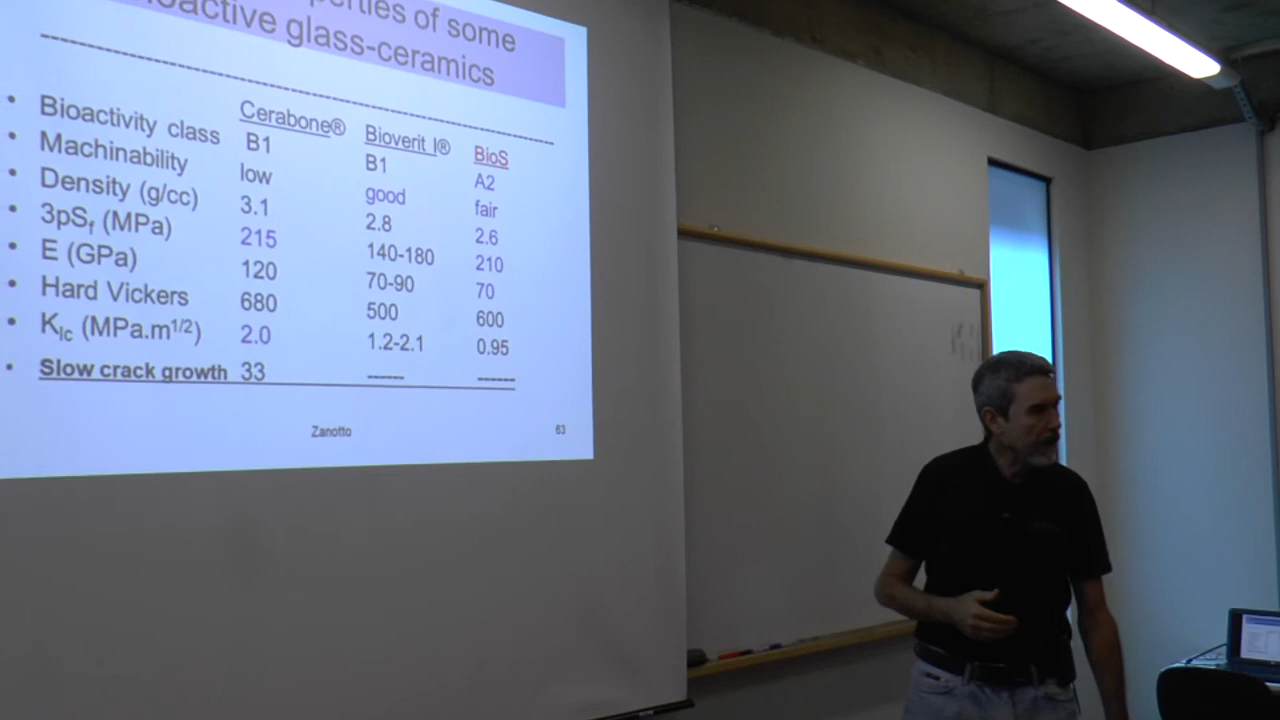 perties of some
oactive glass-ceramics
Cerabone® Bioverit I® BioS
• Bioactivity class B1 B1 A2
• Machinability low good fair
• Density (g/cc) 3.1 2.8 2.6
• 3pSf (MPa) 215 140-180 210
• E (GPa) 120 70-90 70
• Hard Vickers 680 500 600
• KIc (MPa.m1/2) 2.0 1.2-2.1 0.95
• Slow crack growth 33 ----- -----
Zanotto 63